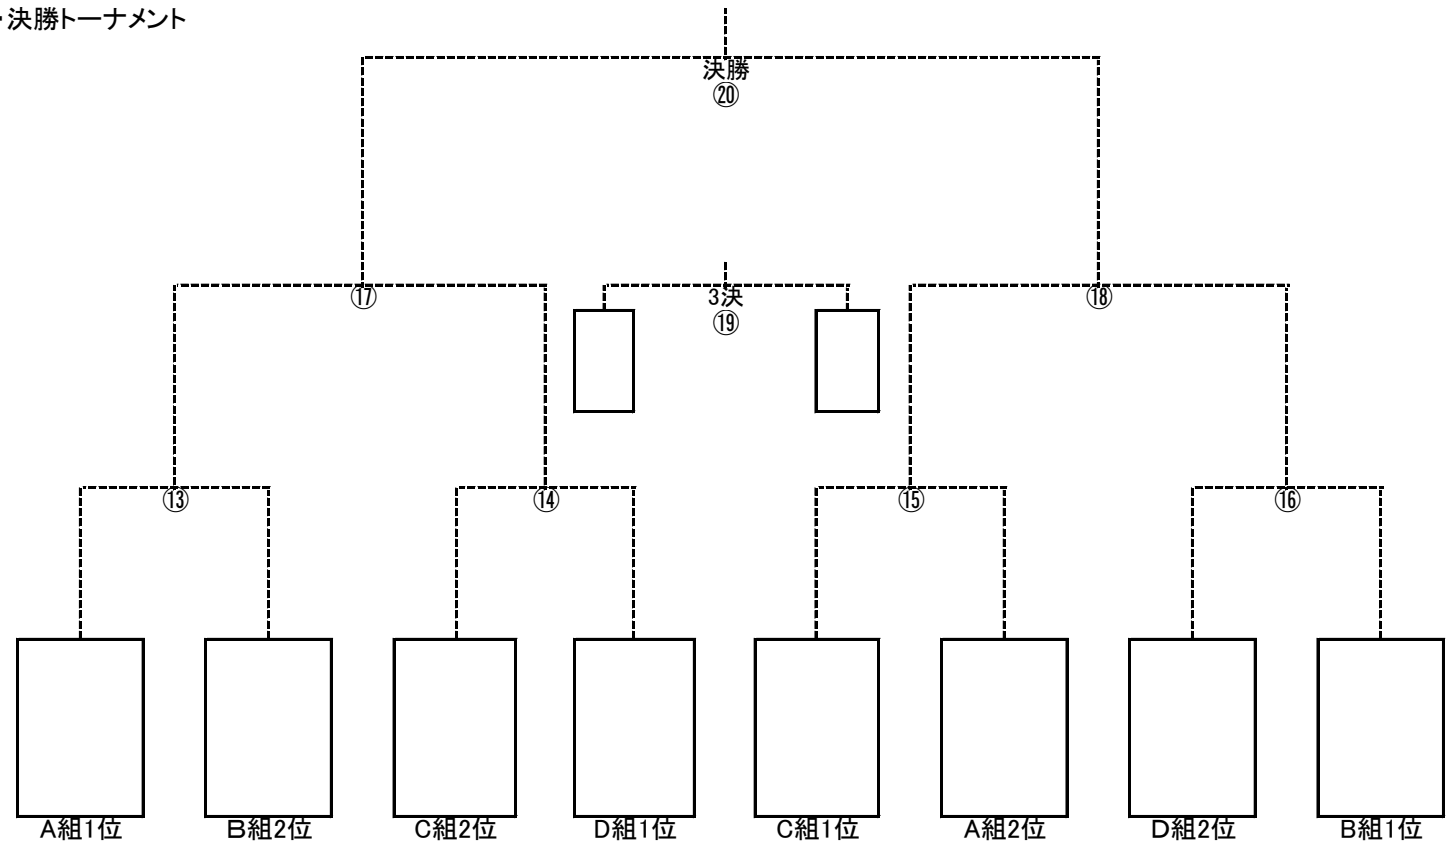 ・決勝トーナメント
決勝
⑳
⑰
3決
⑲
⑱
⑬
⑭
⑮
⑯
A組1位
B組2位
C組2位
D組1位
C組1位
A組2位
D組2位
B組1位